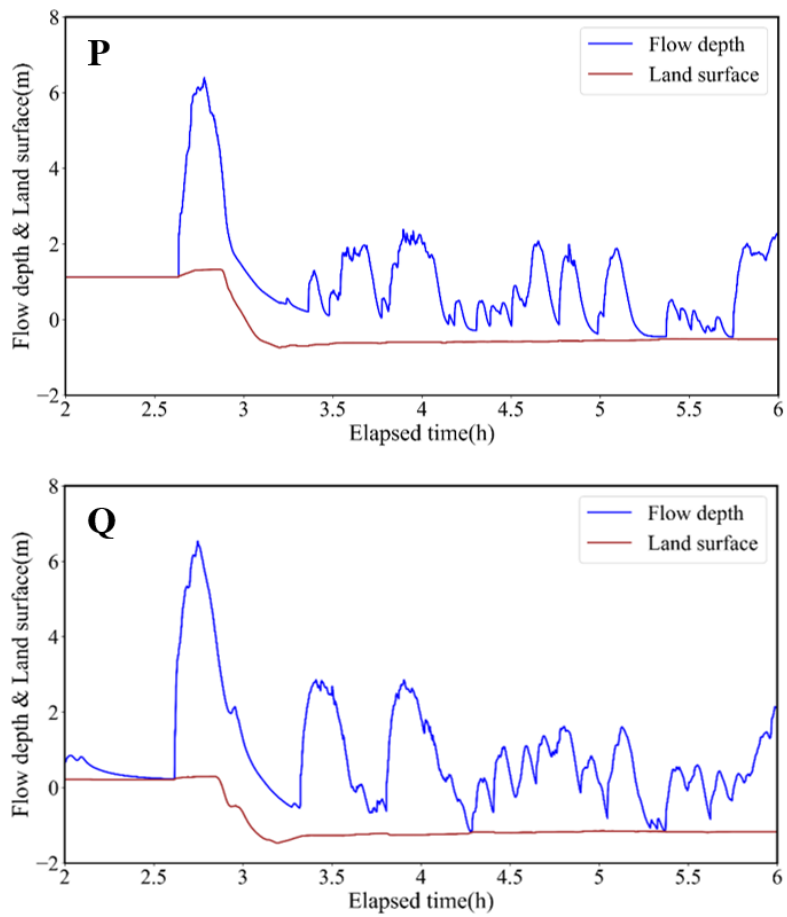 P
Flow depth
Land surface
Flow depth & Land surface(m)
8
6
4
2
0
−2
2 2.5 3 3.5 4 4.5 5 5.5 6
Elapsed time(h)
Q
Flow depth
Land surface
Flow depth & Land surface(m)
8
6
4
2
0
−2
2 2.5 3 3.5 4 4.5 5 5.5 6
Elapsed time(h)